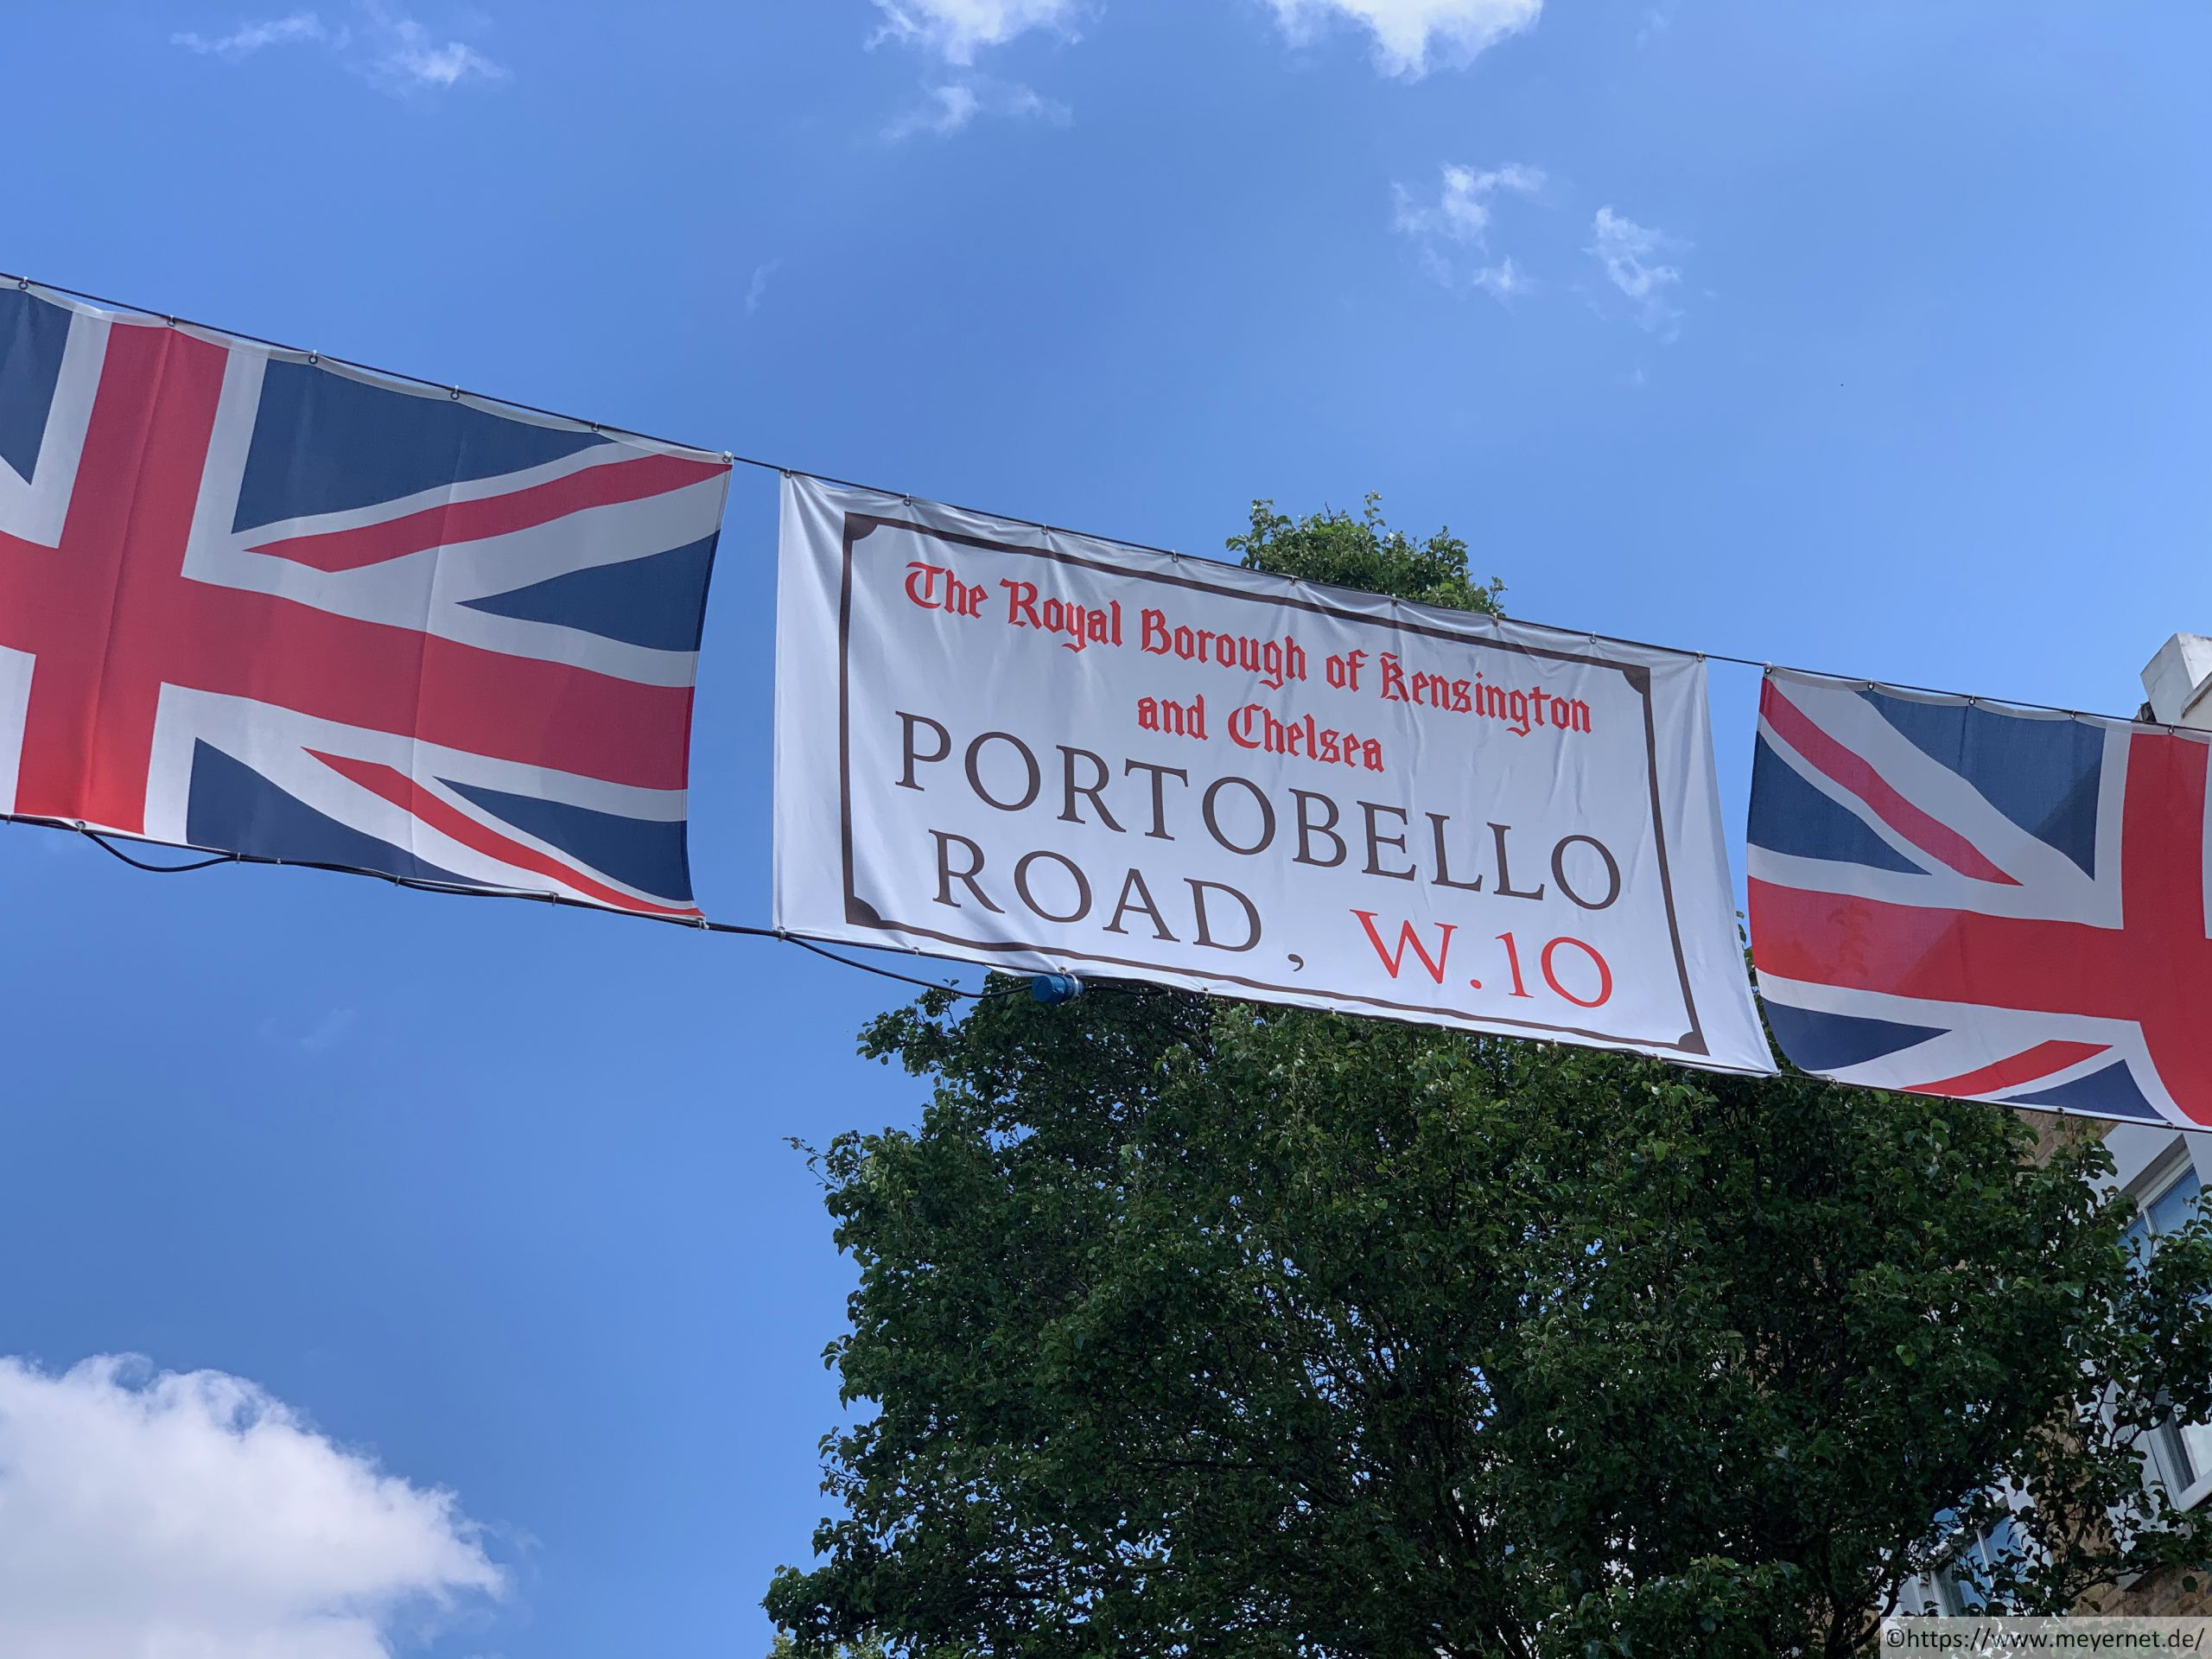 The Royal Borough of Kensington
and Chelsea
PORTOBELLO
ROAD, W.10
©https://www.meyernet.de/